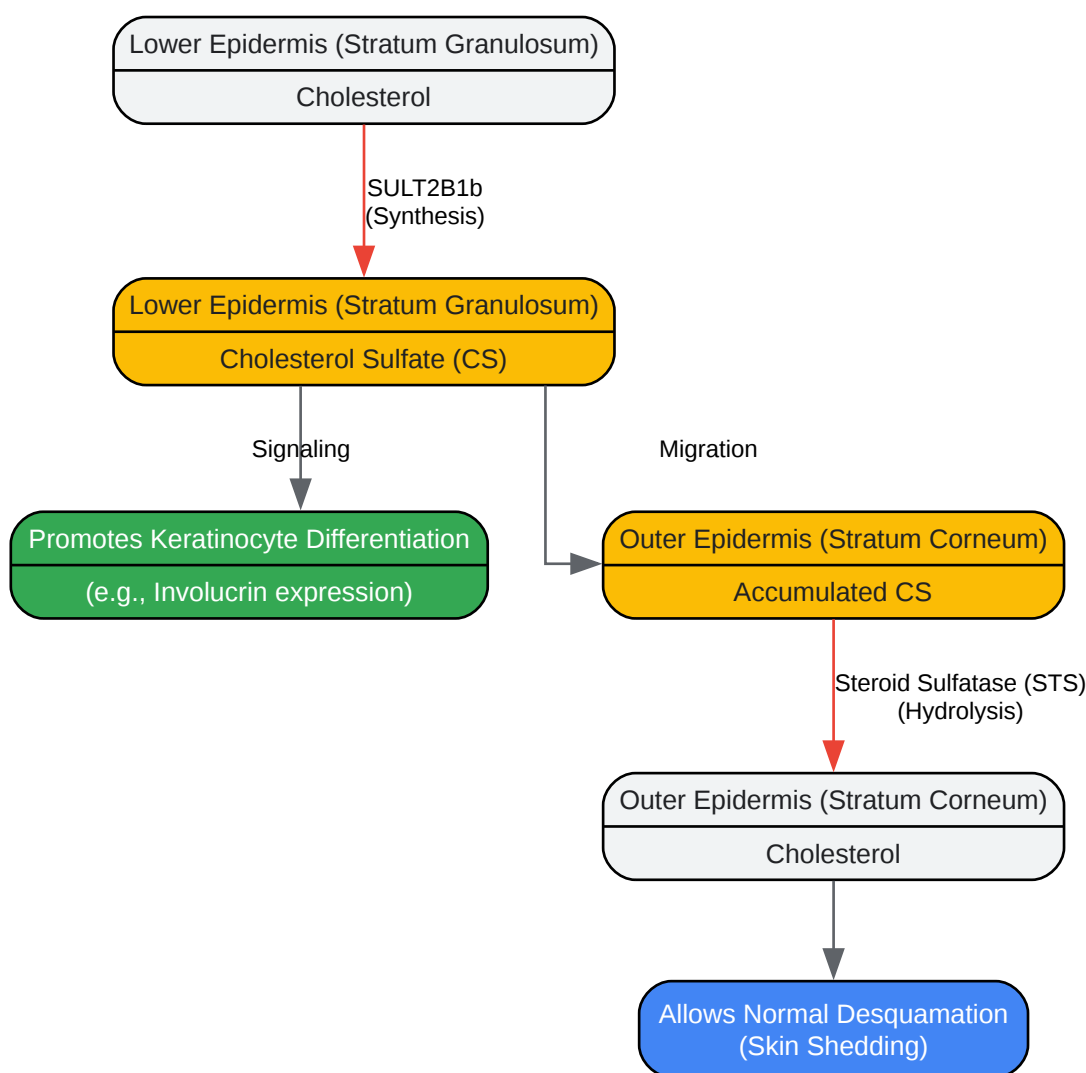 Lower Epidermis (Stratum Granulosum)
Cholesterol
SULT2B1b
(Synthesis)
Lower Epidermis (Stratum Granulosum)
Cholesterol Sulfate (CS)
Signaling
Migration
Promotes Keratinocyte Differentiation
(e.g., Involucrin expression)
Outer Epidermis (Stratum Corneum)
Accumulated CS
Steroid Sulfatase (STS)
(Hydrolysis)
Outer Epidermis (Stratum Corneum)
Cholesterol
Allows Normal Desquamation
(Skin Shedding)